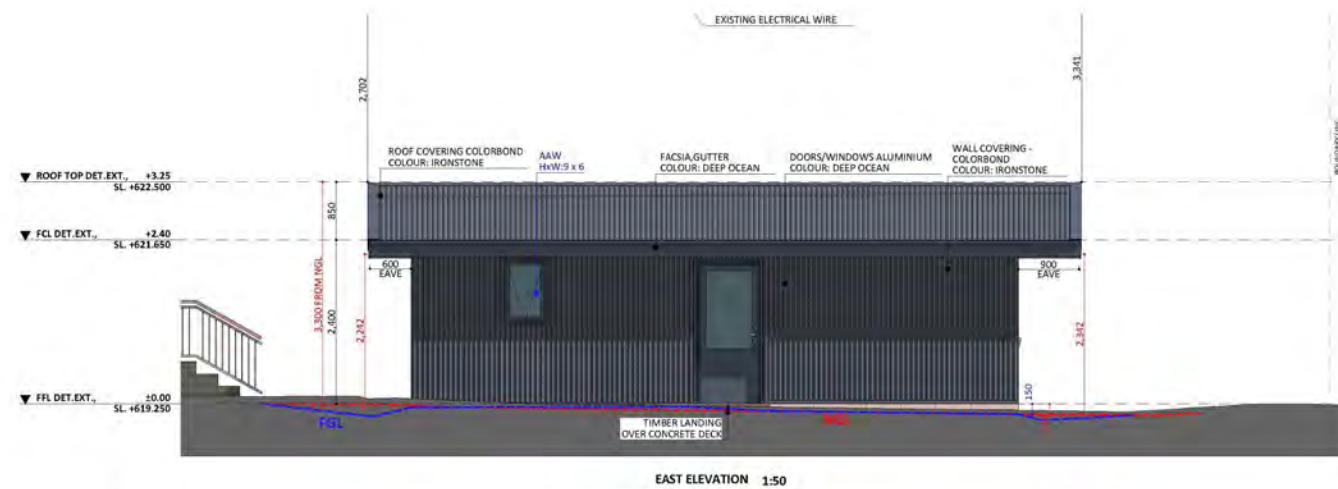 EXISTING ELECTRICAL WIRE
2,702
3,341
ROOF COVERING COLORBOND
COLOUR: IRONSTONE
AAW
HxW:9 x 6
FACSIA,GUTTER
COLOUR: DEEP OCEAN
DOORS/WINDOWS ALUMINIUM
COLOUR: DEEP OCEAN
WALL COVERING -
COLORBOND
COLOUR: IRONSTONE
BOUNDARY LINE
ROOF TOP DET.EXT., +3.25
SL. +622.500
850
FCL DET.EXT., +2.40
SL. +621.650
600
EAVE
900
EAVE
3,300 FROM NGL
2,400
2,242
2,342
150
FFL DET.EXT., ±0.00
SL. +619.250
FGL
NGL
TIMBER LANDING
OVER CONCRETE DECK
EAST ELEVATION 1:50